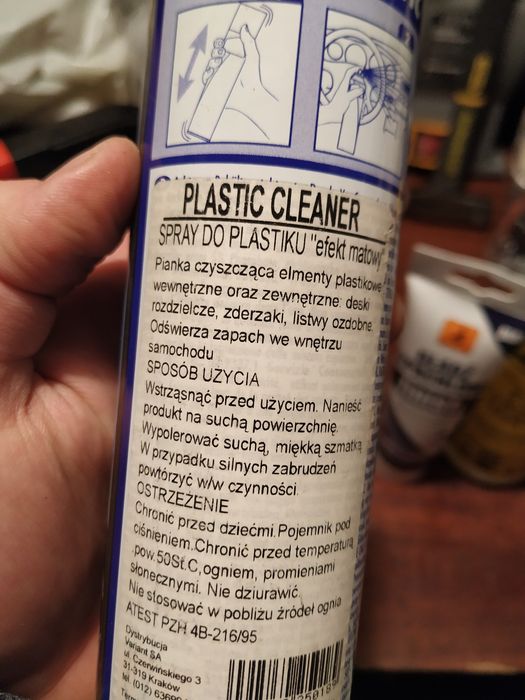 PLASTIC CLEANER
SPRAY DO PLASTIKU "efekt matowy"
Pianka czyszcząca elmenty plastikowe
wewnętrzne oraz zewnętrzne: deski
rozdzielcze, zderzaki, listwy ozdobne.
Odświerza zapach we wnętrzu
samochodu
SPOSÓB UŻYCIA
Wstrząsnąć przed użyciem. Nanieść
produkt na suchą powierzchnię.
Wypolerować suchą, miękką szmatką
W przypadku silnych zabrudzeń
powtórzyć w/w czynności.
OSTRZEŻENIE
Chronić przed dziećmi.Pojemnik pod
ciśnieniem.Chronić przed temperaturą
pow.50St.C,ogniem, promieniami
słonecznymi. Nie dziurawić.
Nie stosować w pobliżu źródeł ognia
ATEST PZH 4B-216/95
Dystrybucja
Variant SA
ul. Czerwińskiego 3
31-319 Kraków
tel. (012) 63690